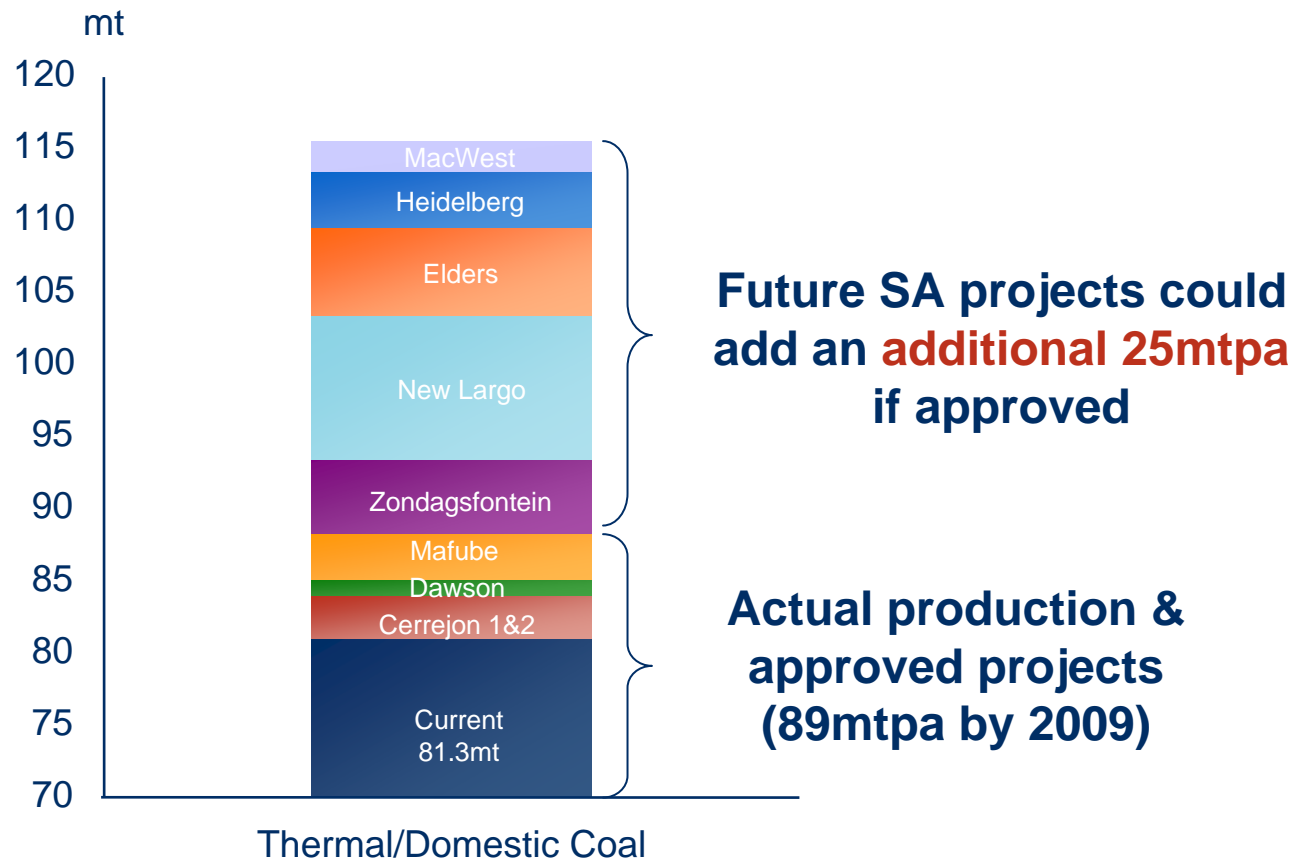 mt
120
115
110
105
100
95
90
85
80
75
70
MacWest
Heidelberg
Elders
New Largo
Zondagsfontein
Mafube
Dawson
Cerrejon 1&2
Current
81.3mt
Thermal/Domestic Coal
Future SA projects could
add an additional 25mtpa
if approved
Actual production &
approved projects
(89mtpa by 2009)